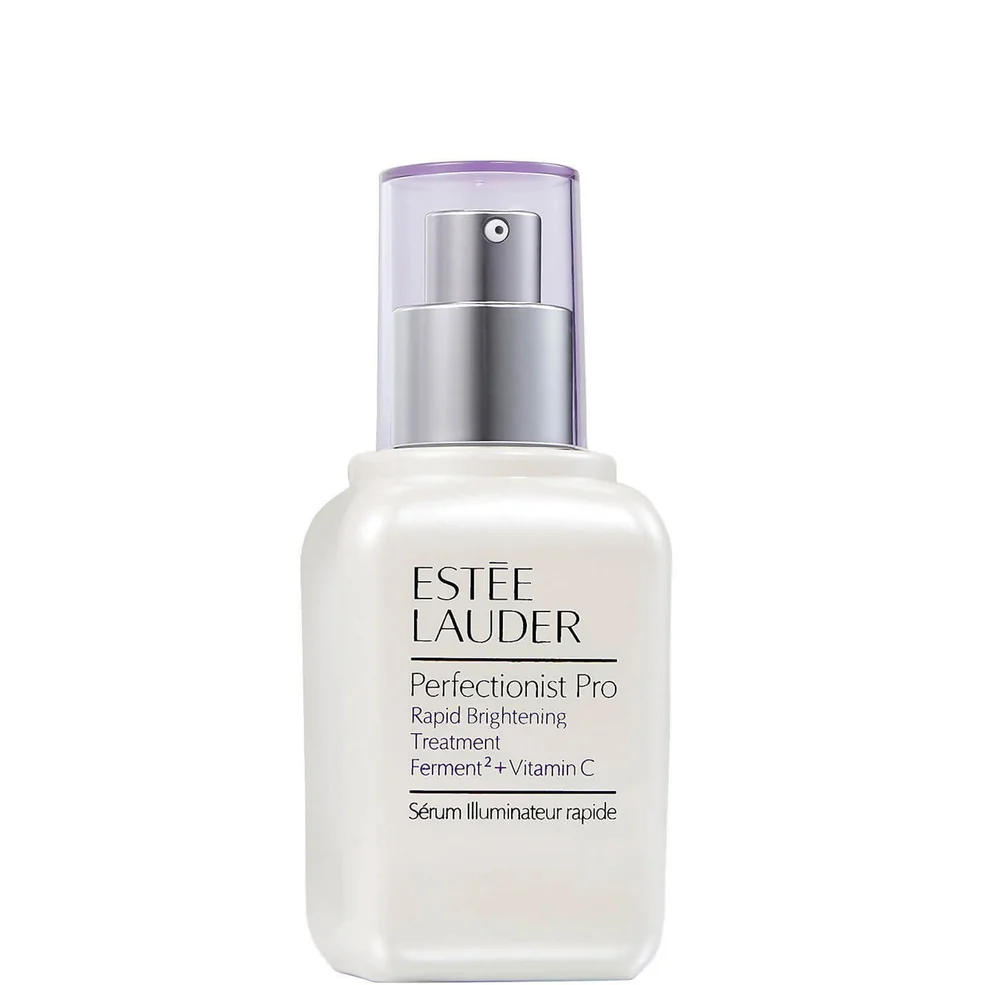 ESTĒE
LAUDER
Perfectionist Pro
Rapid Brightening
Treatment
Ferment²+Vitamin C
Sérum Illuminateur rapide